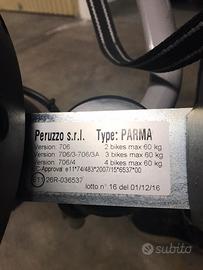 Peruzzo s.r.l. Type: PARMA
Version: 706 2 bikes max 60 kg
Version: 706/3-706/3A 3 bikes max 60 kg
Version: 706/4 4 bikes max 60 kg
EC-Approval: e11*74/483*2007/15*6537*00
E11 26R-036537
lotto n° 16 del 01/12/16
subito